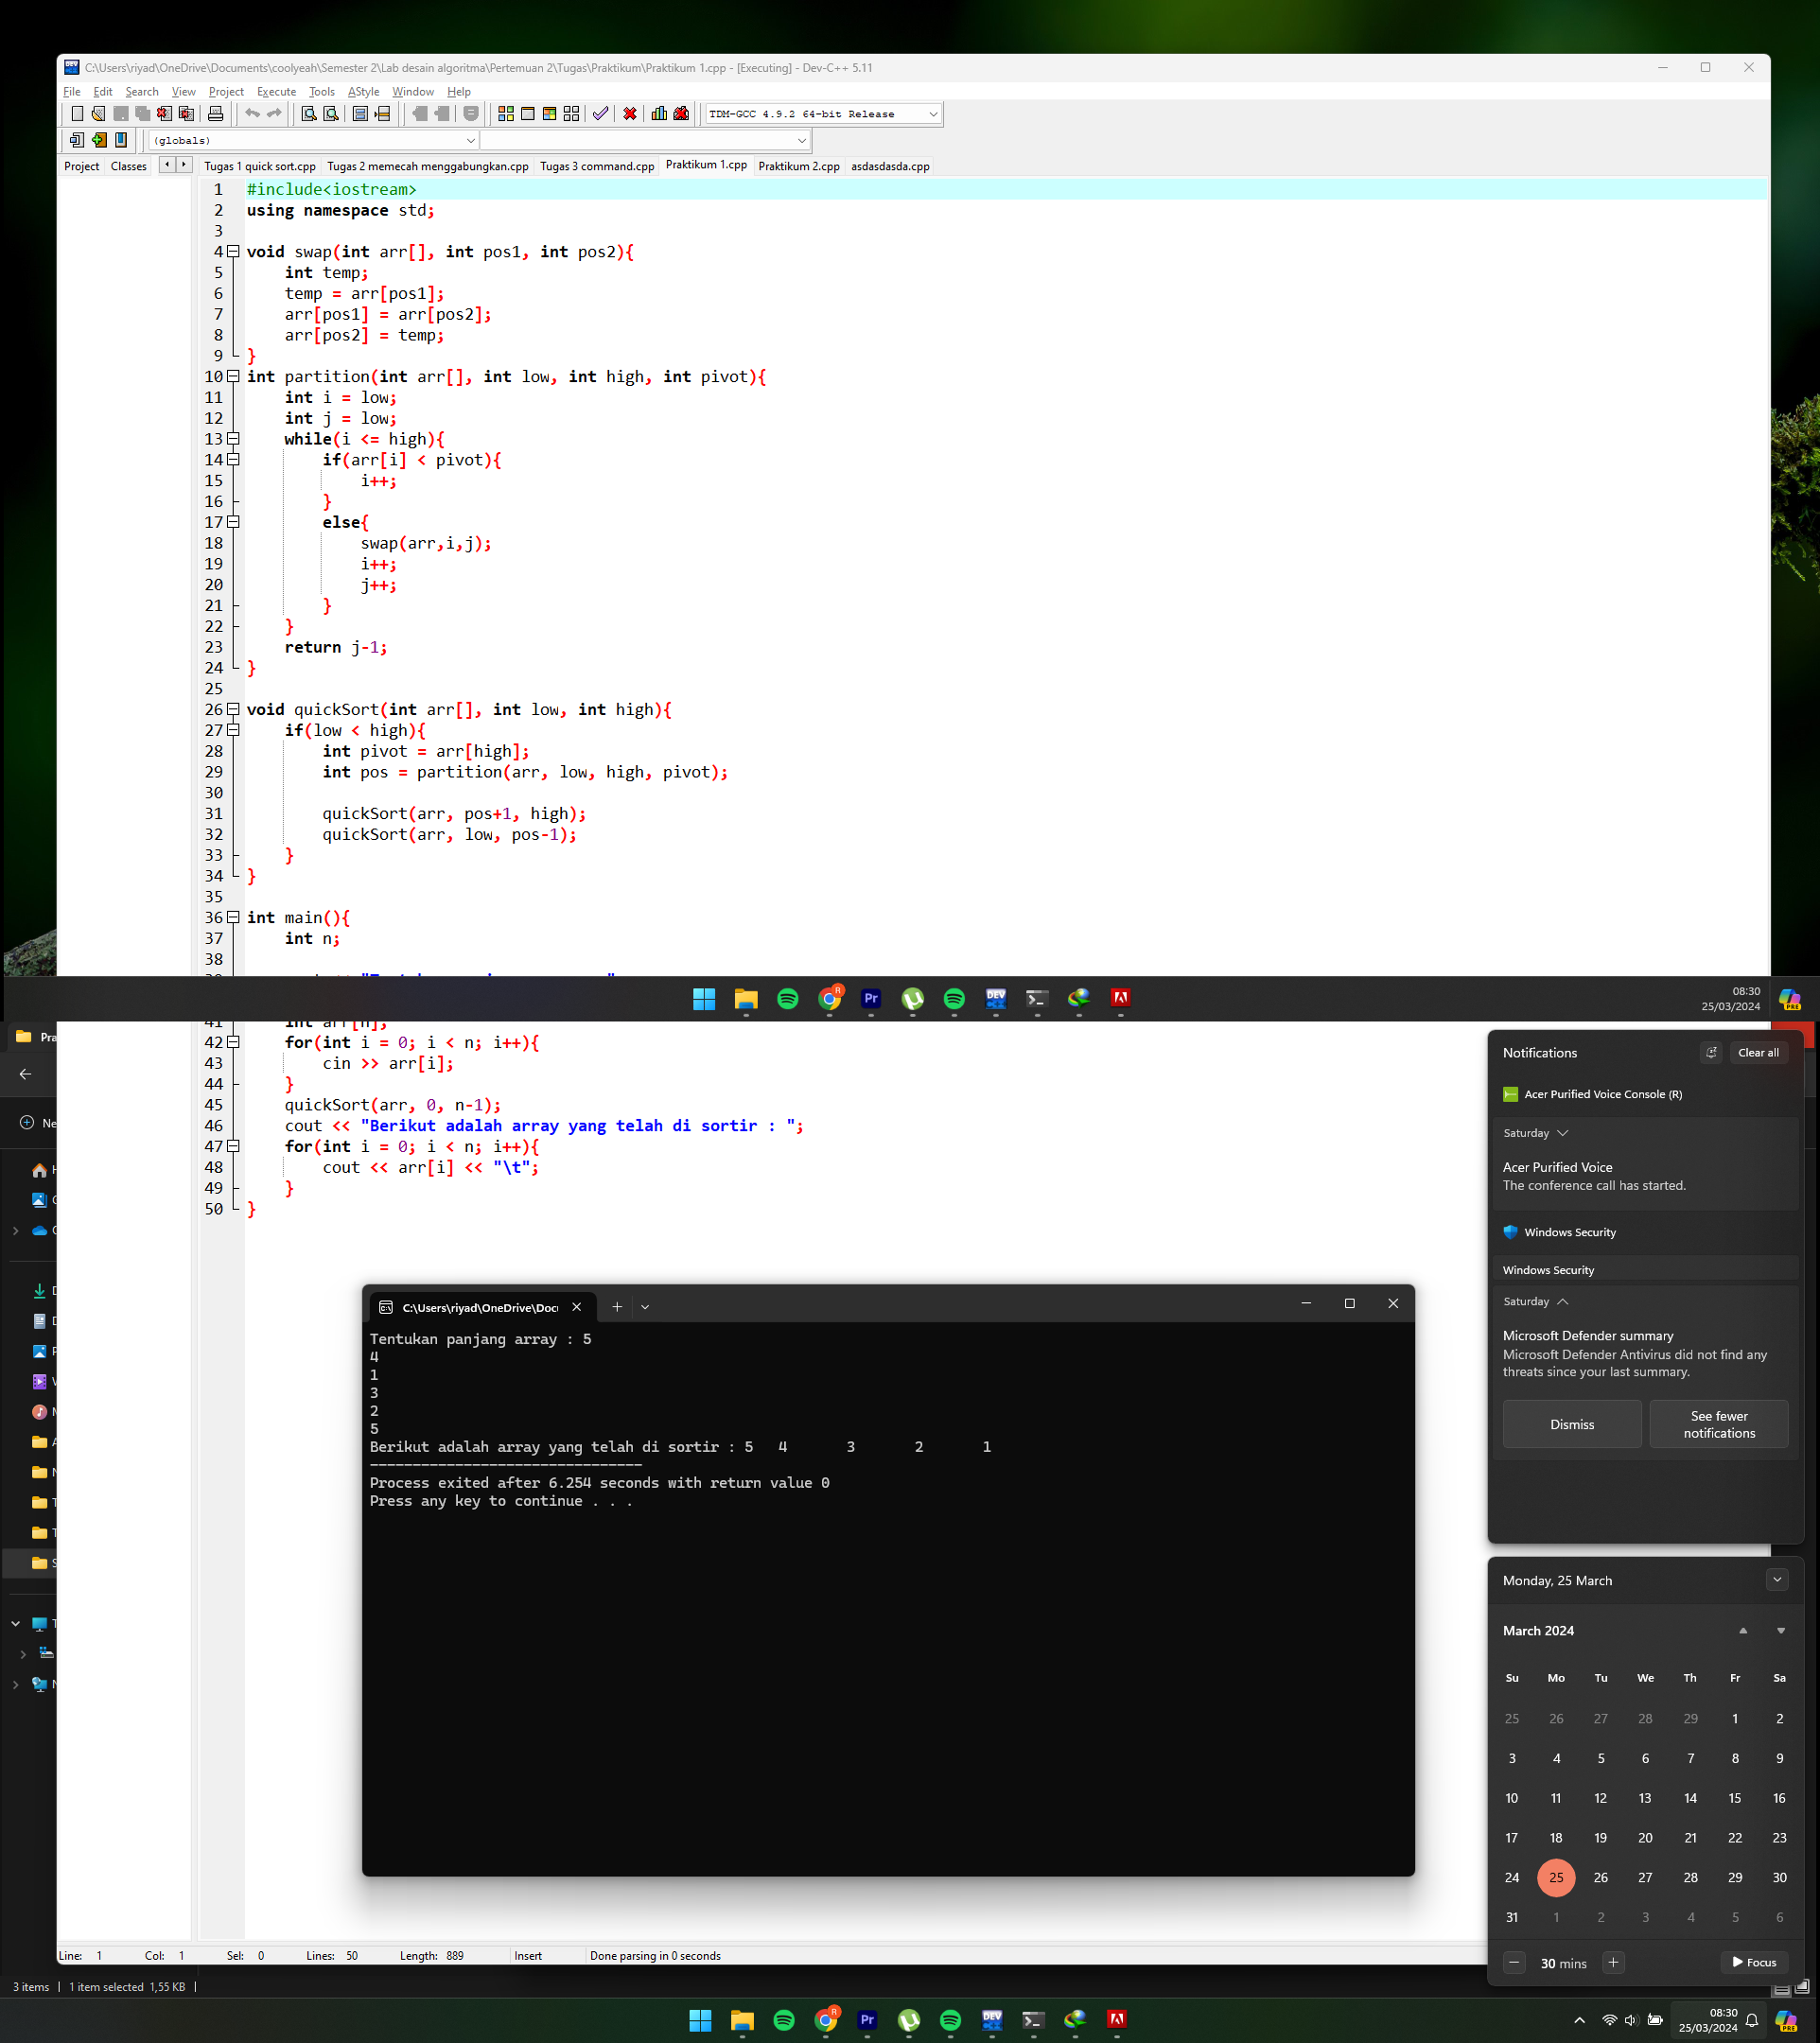 C:\Users\riyad\OneDrive\Documents\coolyeah\Semester 2\Lab desain algoritma\Pertemuan 2\Tugas\Praktikum\Praktikum 1.cpp - [Executing] - Dev-C++ 5.11
File Edit Search View Project Execute Tools AStyle Window Help
TDM-GCC 4.9.2 64-bit Release
(globals)
Project Classes
Tugas 1 quick sort.cpp Tugas 2 memecah menggabungkan.cpp Tugas 3 command.cpp Praktikum 1.cpp Praktikum 2.cpp asdasdasda.cpp
1 #include<iostream>
2 using namespace std;
3
4 void swap(int arr[], int pos1, int pos2){
5 int temp;
6 temp = arr[pos1];
7 arr[pos1] = arr[pos2];
8 arr[pos2] = temp;
9 }
10 int partition(int arr[], int low, int high, int pivot){
11 int i = low;
12 int j = low;
13 while(i <= high){
14 if(arr[i] < pivot){
15 i++;
16 }
17 else{
18 swap(arr,i,j);
19 i++;
20 j++;
21 }
22 }
23 return j-1;
24 }
25
26 void quickSort(int arr[], int low, int high){
27 if(low < high){
28 int pivot = arr[high];
29 int pos = partition(arr, low, high, pivot);
30
31 quickSort(arr, pos+1, high);
32 quickSort(arr, low, pos-1);
33 }
34 }
35
36 int main(){
37 int n;
38
08:30
25/03/2024
41 int arr[n];
42 for(int i = 0; i < n; i++){
43 cin >> arr[i];
44 }
45 quickSort(arr, 0, n-1);
46 cout << "Berikut adalah array yang telah di sortir : ";
47 for(int i = 0; i < n; i++){
48 cout << arr[i] << "\t";
49 }
50 }
C:\Users\riyad\OneDrive\Doc
Tentukan panjang array : 5
4
1
3
2
5
Berikut adalah array yang telah di sortir : 5 4 3 2 1
--------------------------------
Process exited after 6.254 seconds with return value 0
Press any key to continue . . .
Notifications
Clear all
Acer Purified Voice Console (R)
Saturday
Acer Purified Voice
The conference call has started.
Windows Security
Windows Security
Saturday
Microsoft Defender summary
Microsoft Defender Antivirus did not find any
threats since your last summary.
Dismiss
See fewer
notifications
Monday, 25 March
March 2024
Su Mo Tu We Th Fr Sa
25 26 27 28 29 1 2
3 4 5 6 7 8 9
10 11 12 13 14 15 16
17 18 19 20 21 22 23
24 25 26 27 28 29 30
31 1 2 3 4 5 6
30 mins
Focus
Line: 1 Col: 1 Sel: 0 Lines: 50 Length: 889 Insert Done parsing in 0 seconds
3 items 1 item selected 1,55 KB
08:30
25/03/2024